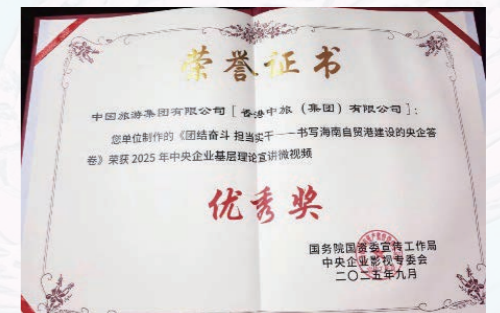 荣誉证书
中国旅游集团有限公司［香港中旅（集团）有限公司］：
您单位制作的《团结奋斗 担当实干——书写海南自贸港建设的央企答
卷》荣获 2025 年中央企业基层理论宣讲微视频
优秀奖
国务院国资委宣传工作局
中央企业影视专委会
二〇二五年九月